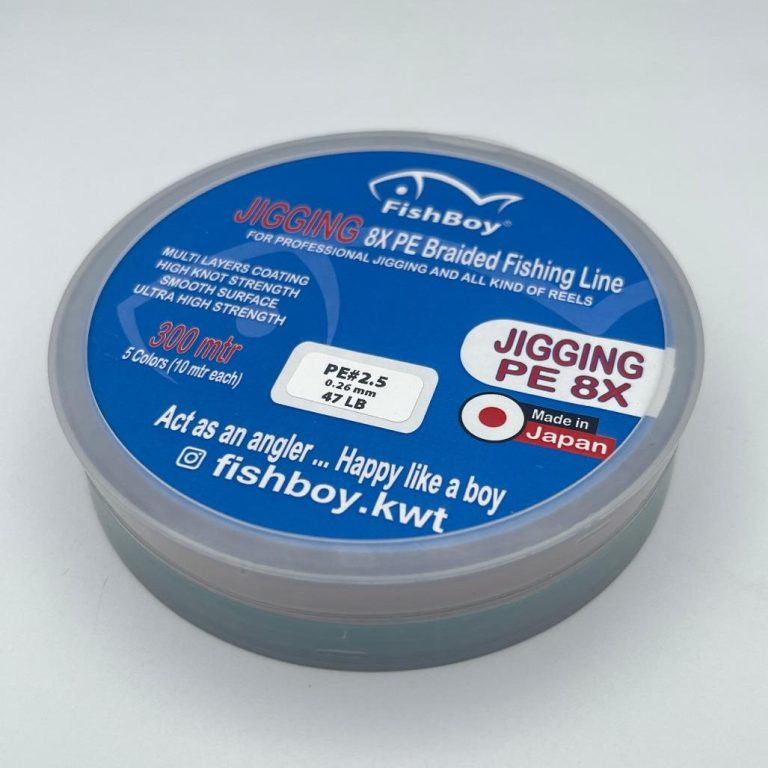 FishBoy®
JIGGING 8X PE Braided Fishing Line
FOR PROFESSIONAL JIGGING AND ALL KIND OF REELS
MULTI LAYERS COATING
HIGH KNOT STRENGTH
SMOOTH SURFACE
ULTRA HIGH STRENGTH
300 mtr
5 Colors (10 mtr each)
PE#2.5
0.26 mm
47 LB
JIGGING
PE 8X
Made in
Japan
Act as an angler ... Happy like a boy
fishboy.kwt